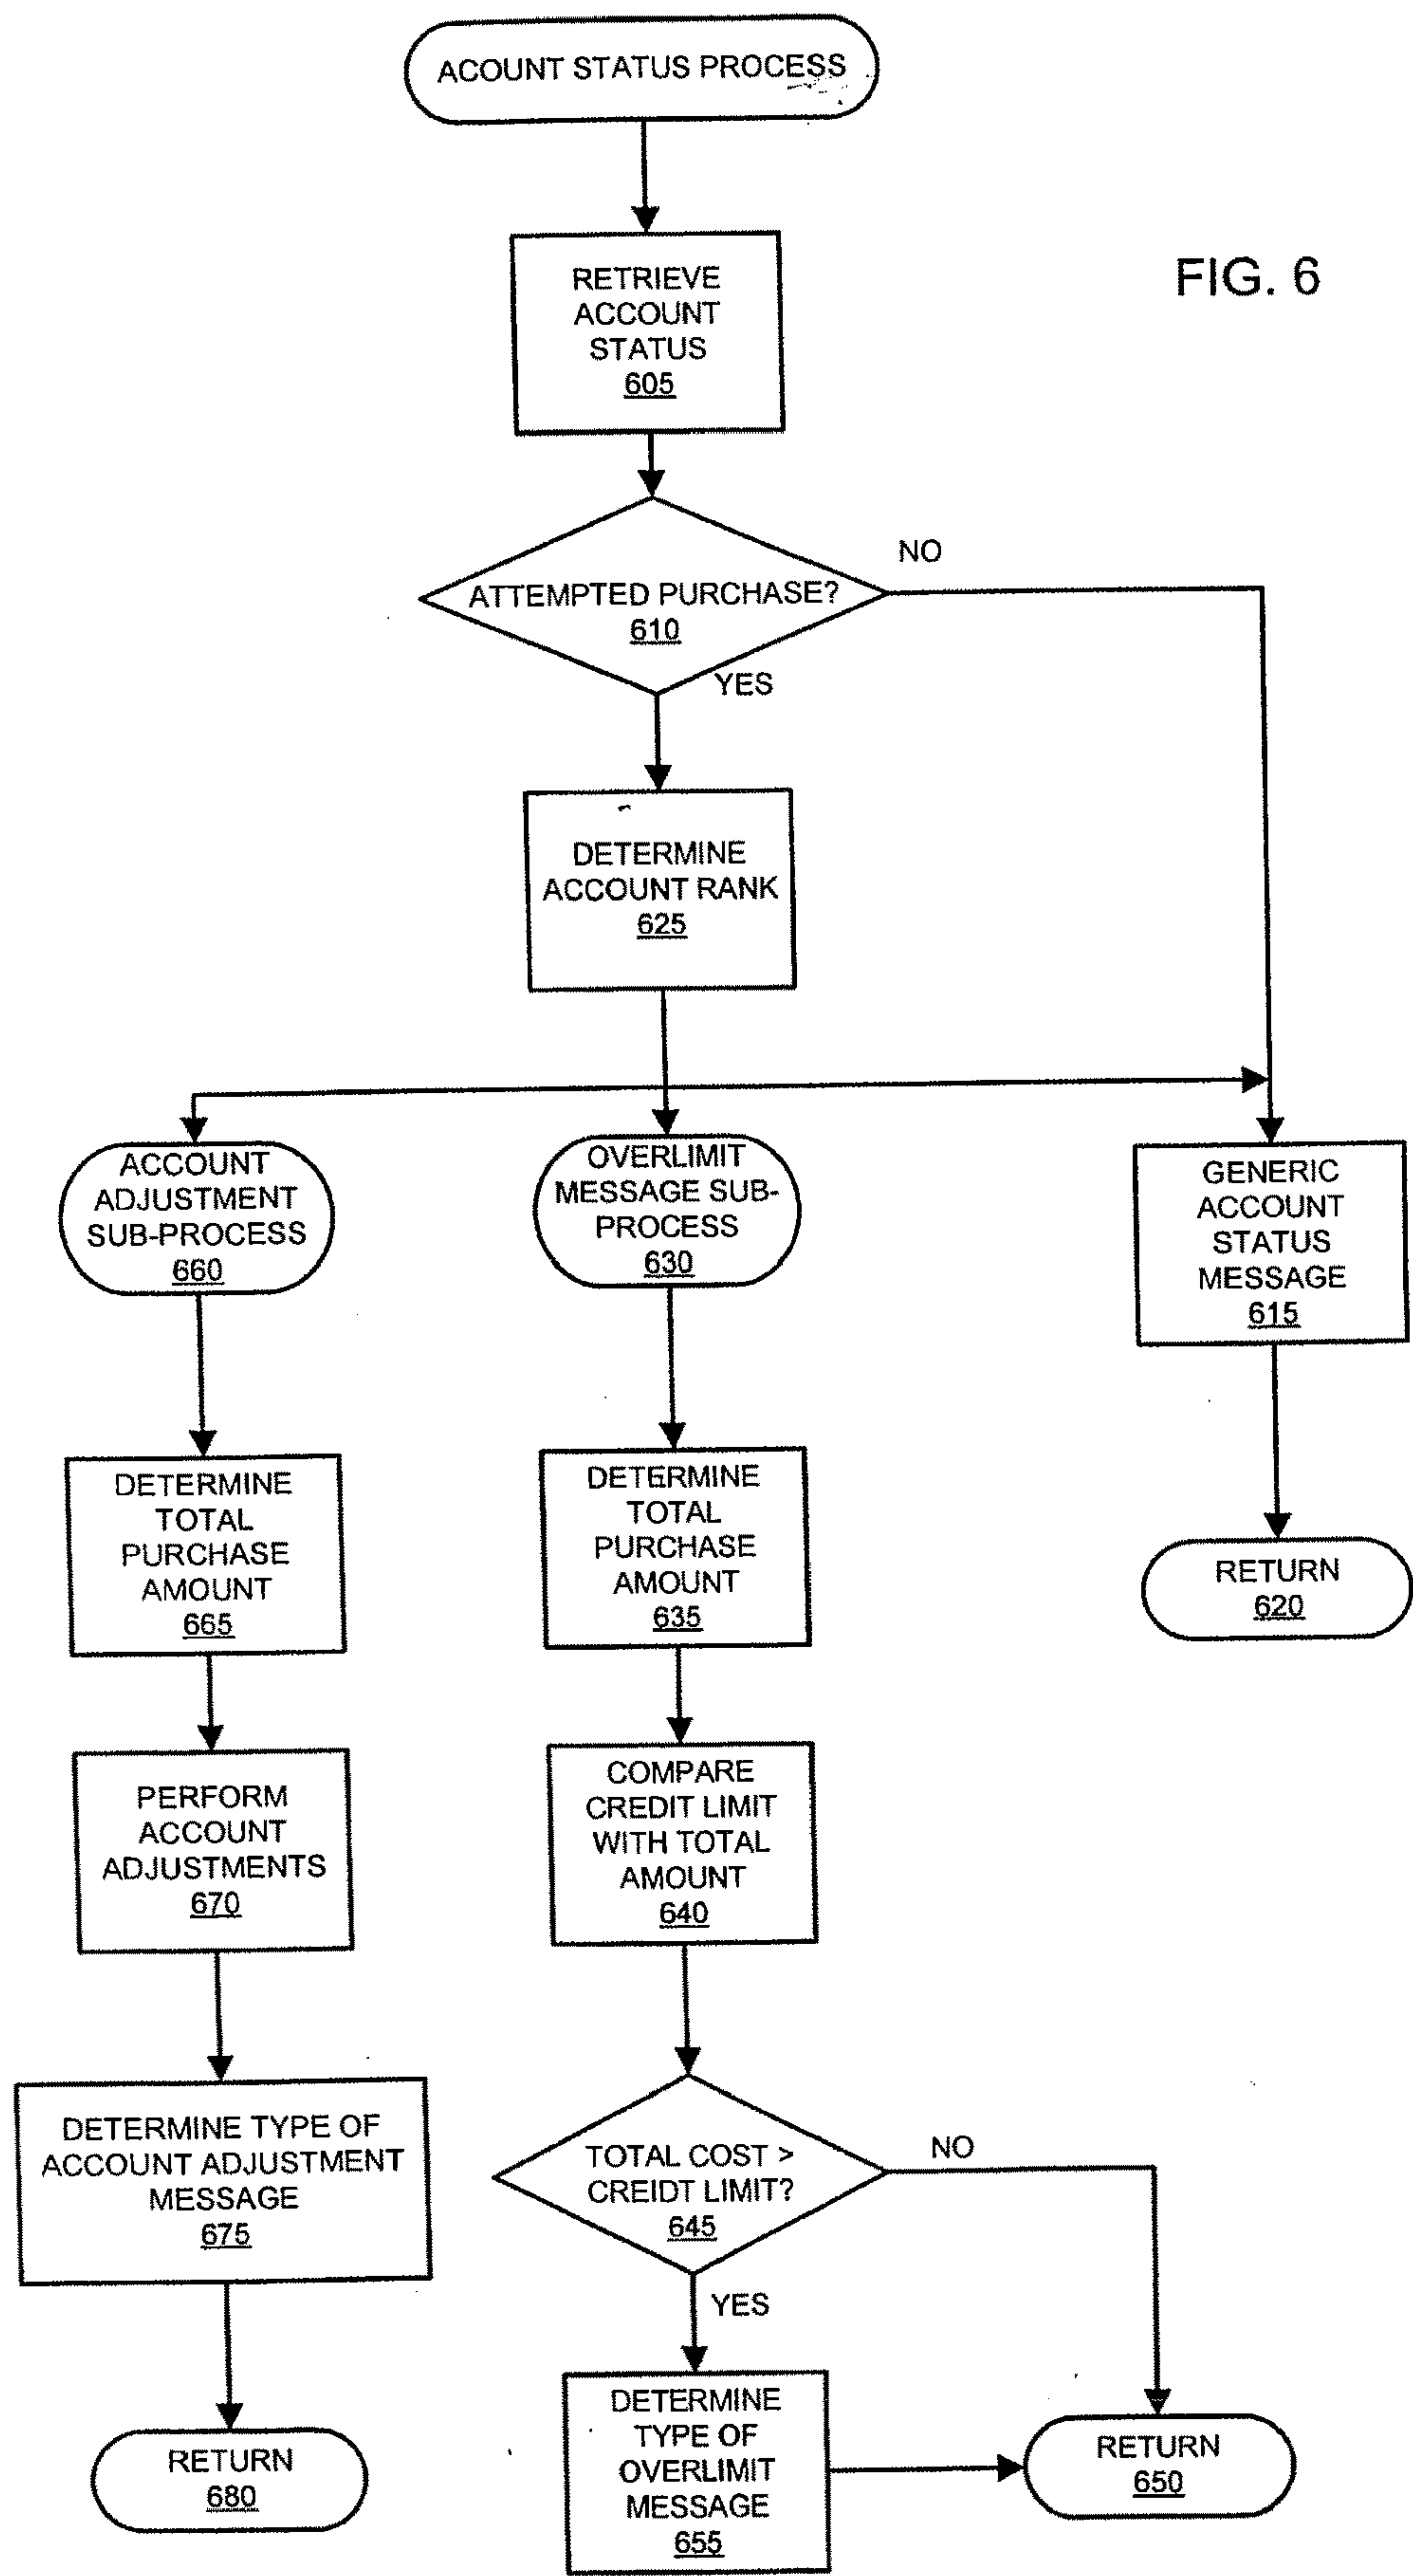 ACOUNT STATUS PROCESS
FIG. 6
RETRIEVE
ACCOUNT
STATUS
605
NO
ATTEMPTED PURCHASE?
610
YES
DETERMINE
ACCOUNT RANK
625
ACCOUNT
ADJUSTMENT
SUB-PROCESS
660
OVERLIMIT
MESSAGE SUB-
PROCESS
630
GENERIC
ACCOUNT
STATUS
MESSAGE
615
DETERMINE
TOTAL
PURCHASE
AMOUNT
665
DETERMINE
TOTAL
PURCHASE
AMOUNT
635
RETURN
620
PERFORM
ACCOUNT
ADJUSTMENTS
670
COMPARE
CREDIT LIMIT
WITH TOTAL
AMOUNT
640
DETERMINE TYPE OF
ACCOUNT ADJUSTMENT
MESSAGE
675
TOTAL COST >
CREIDT LIMIT?
645
NO
YES
RETURN
680
DETERMINE
TYPE OF
OVERLIMIT
MESSAGE
655
RETURN
650